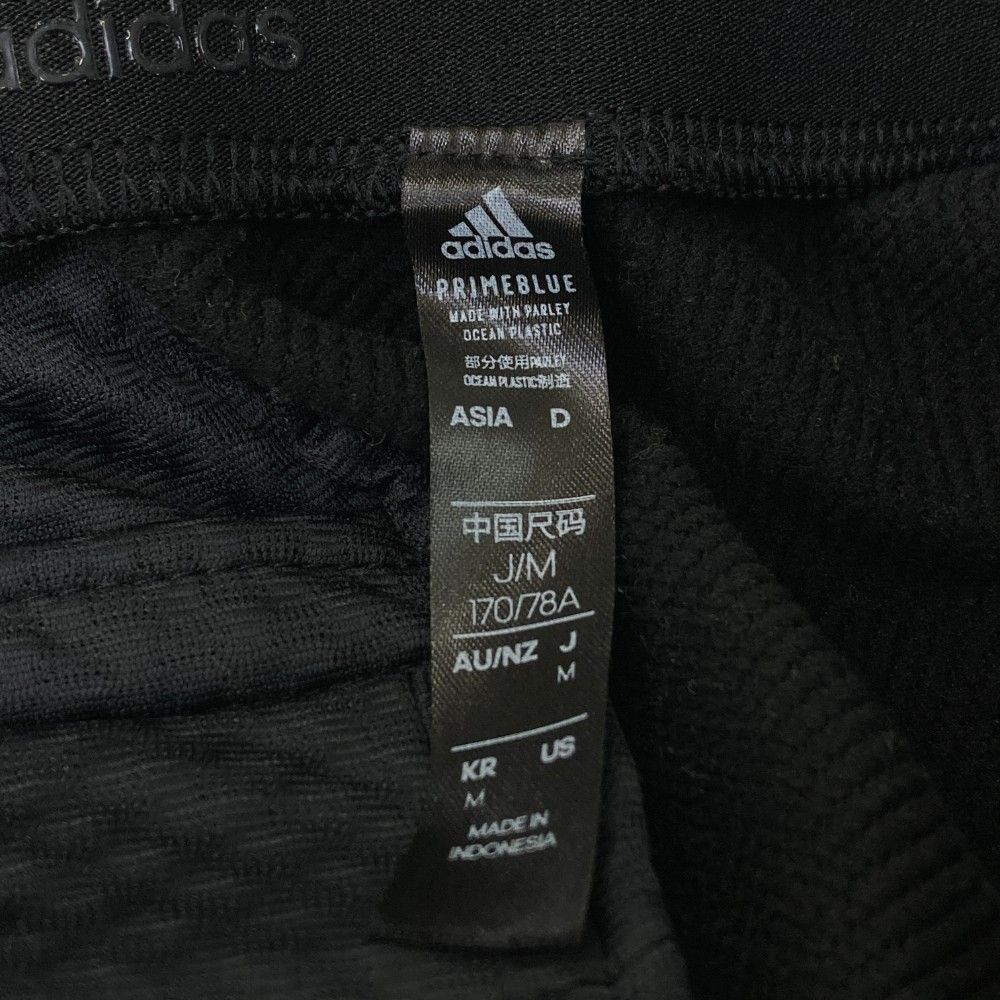 adidas
adidas
PRIMEBLUE
MADE WITH PARLEY
OCEAN PLASTIC
部分使用PARLEY
OCEAN PLASTIC制造
ASIA D
中国尺码
J/M
170/78A
AU/NZ J
M
KR US
M
MADE IN
INDONESIA